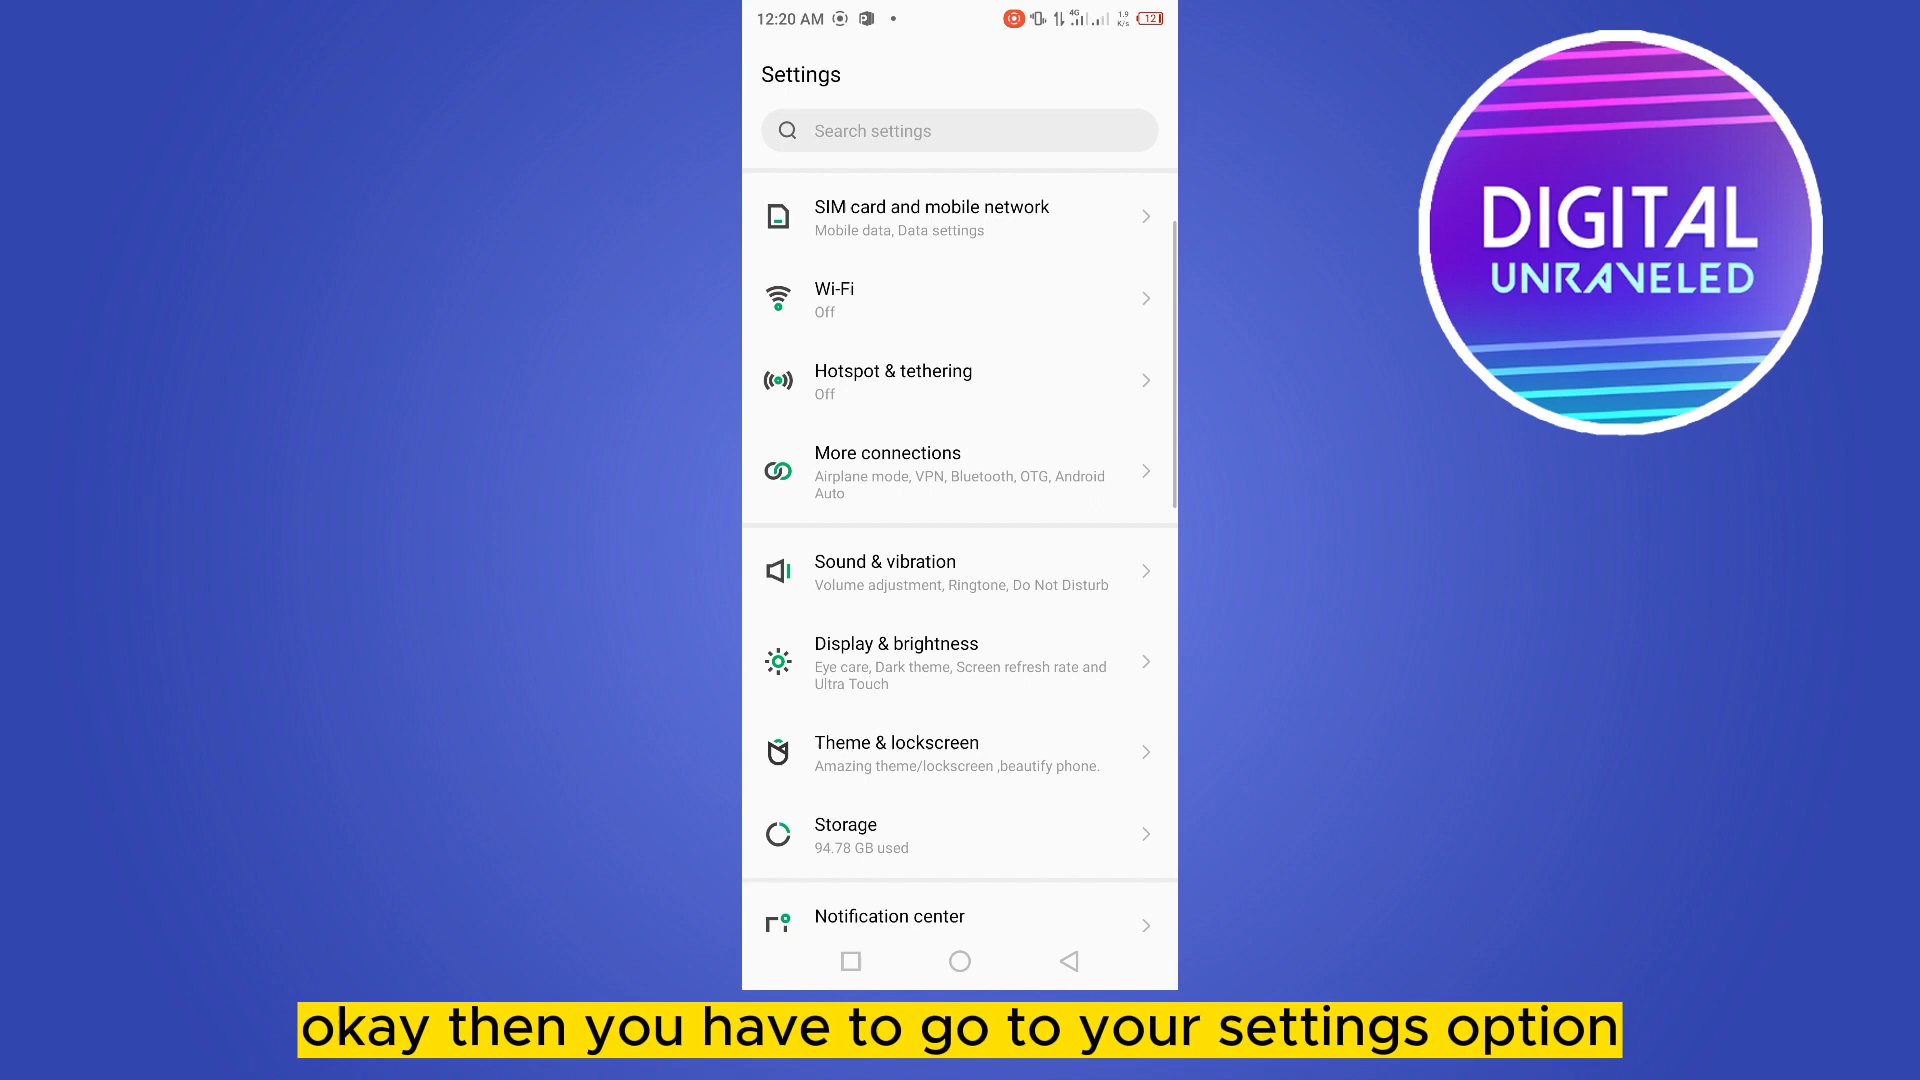 12:20 AM
4G
1.9
K/s
12
Settings
Search settings
SIM card and mobile network
Mobile data, Data settings
Wi-Fi
Off
Hotspot & tethering
Off
More connections
Airplane mode, VPN, Bluetooth, OTG, Android
Auto
Sound & vibration
Volume adjustment, Ringtone, Do Not Disturb
Display & brightness
Eye care, Dark theme, Screen refresh rate and
Ultra Touch
Theme & lockscreen
Amazing theme/lockscreen ,beautify phone.
Storage
94.78 GB used
Notification center
DIGITAL
UNRAVELED
okay then you have to go to your settings option